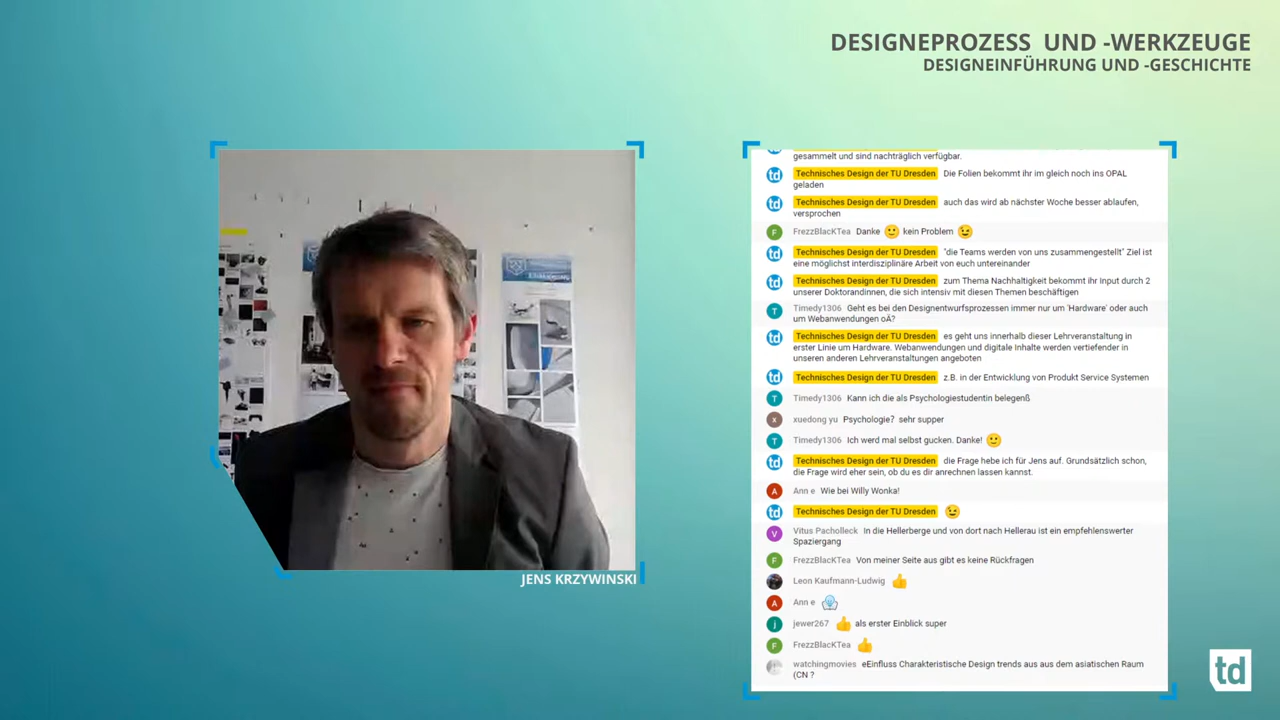 DESIGNEPROZESS UND -WERKZEUGE
DESIGNEINFÜHRUNG UND -GESCHICHTE
gesammelt und sind nachträglich verfügbar.
td Technisches Design der TU Dresden Die Folien bekommt ihr im gleich noch ins OPAL
geladen
td Technisches Design der TU Dresden auch das wird ab nächster Woche besser ablaufen,
versprochen
F FrezzBlacKTea Danke 🙂 kein Problem 😉
td Technisches Design der TU Dresden "die Teams werden von uns zusammengestellt" Ziel ist
eine möglichst interdisziplinäre Arbeit von euch untereinander
td Technisches Design der TU Dresden zum Thema Nachhaltigkeit bekommt ihr Input durch 2
unserer Doktorandinnen, die sich intensiv mit diesen Themen beschäftigen
T Timedy1306 Geht es bei den Designentwurfsprozessen immer nur um 'Hardware' oder auch
um Webanwendungen oÄ?
td Technisches Design der TU Dresden es geht uns innerhalb dieser Lehrveranstaltung in
erster Linie um Hardware. Webanwendungen und digitale Inhalte werden vertiefender in
unseren anderen Lehrveranstaltungen angeboten
td Technisches Design der TU Dresden z.B. in der Entwicklung von Produkt Service Systemen
T Timedy1306 Kann ich die als Psychologiestudentin belegenß
x xuedong yu Psychologie? sehr supper
T Timedy1306 Ich werd mal selbst gucken. Danke! 🙂
td Technisches Design der TU Dresden die Frage hebe ich für Jens auf. Grundsätzlich schon,
die Frage wird eher sein, ob du es dir anrechnen lassen kannst.
A Ann e Wie bei Willy Wonka!
td Technisches Design der TU Dresden 😉
V Vitus Pacholleck In die Hellerberge und von dort nach Hellerau ist ein empfehlenswerter
Spaziergang
F FrezzBlacKTea Von meiner Seite aus gibt es keine Rückfragen
Leon Kaufmann-Ludwig 👍
A Ann e
j jewer267 👍 als erster Einblick super
F FrezzBlacKTea 👍
watchingmovies eEinfluss Charakteristische Design trends aus aus dem asiatischen Raum
(CN ?
JENS KRZYWINSKI
td